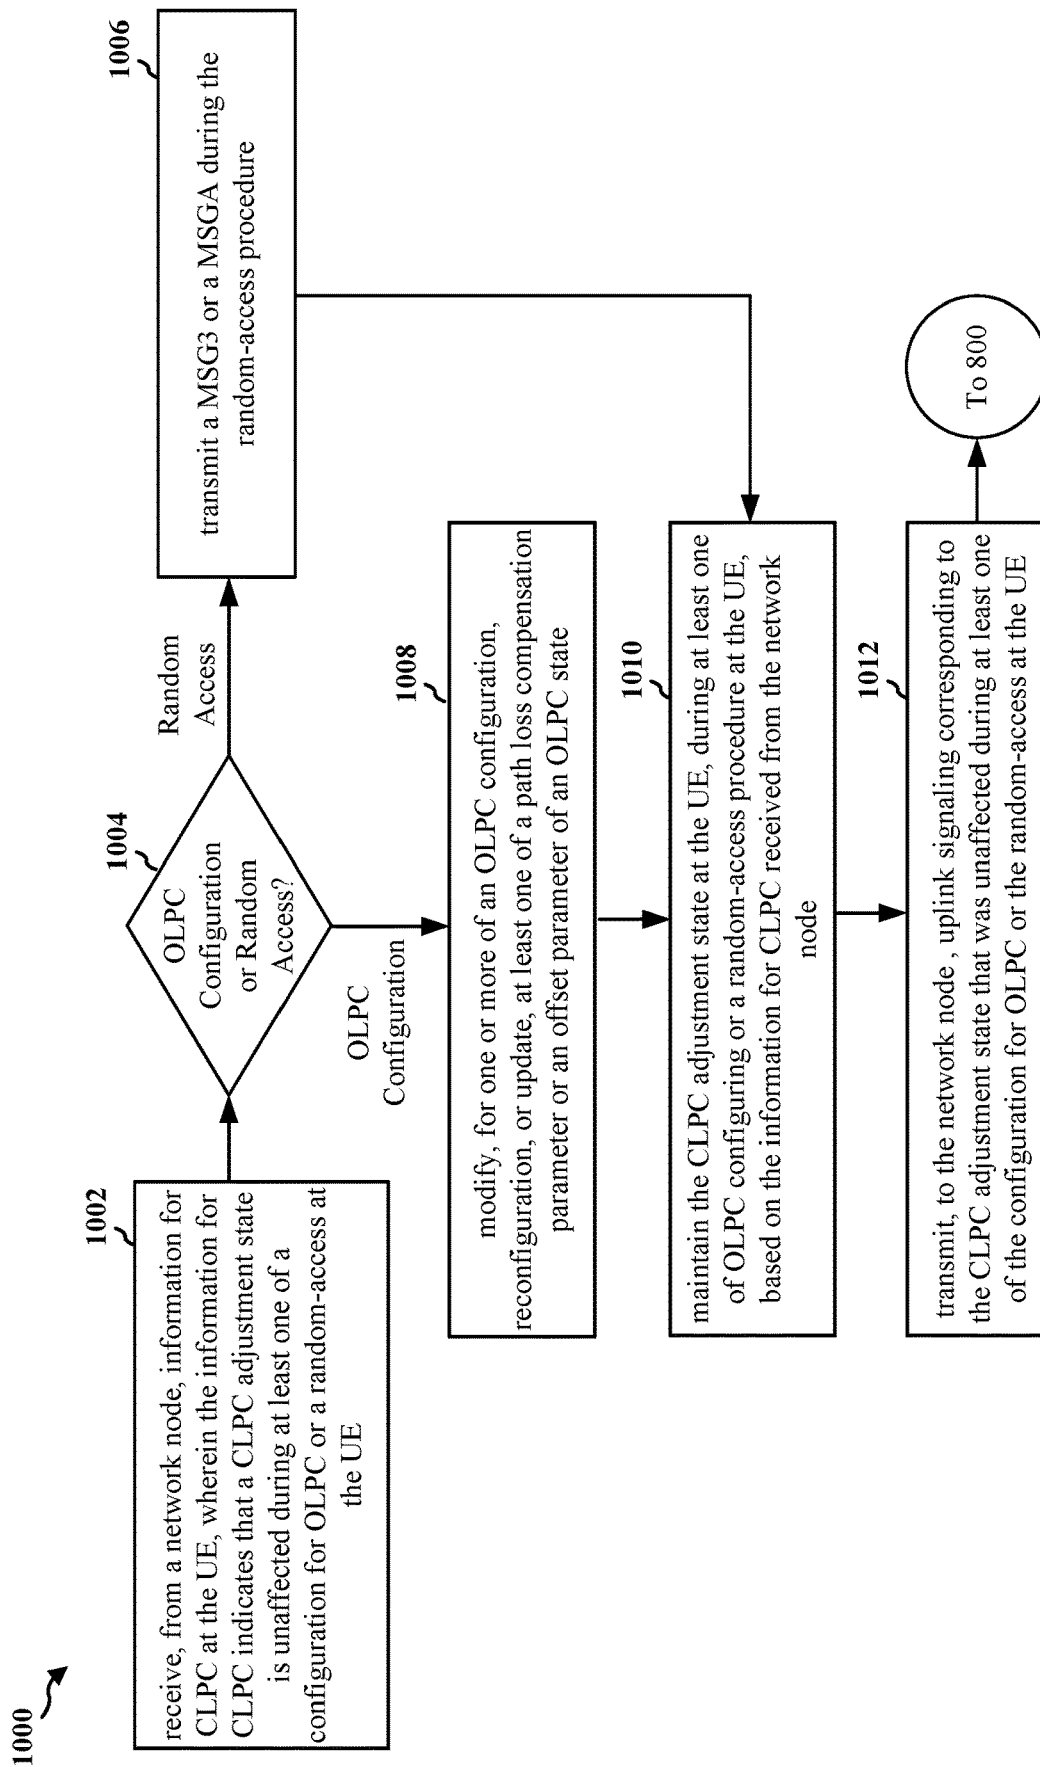 1000
1002
receive, from a network node, information for
CLPC at the UE, wherein the information for
CLPC indicates that a CLPC adjustment state
is unaffected during at least one of a
configuration for OLPC or a random-access at
the UE
1004
OLPC
Configuration
or Random
Access?
Random
Access
1006
transmit a MSG3 or a MSGA during the
random-access procedure
OLPC
Configuration
1008
modify, for one or more of an OLPC configuration,
reconfiguration, or update, at least one of a path loss compensation
parameter or an offset parameter of an OLPC state
1010
maintain the CLPC adjustment state at the UE, during at least one
of OLPC configuring or a random-access procedure at the UE,
based on the information for CLPC received from the network
node
1012
transmit, to the network node , uplink signaling corresponding to
the CLPC adjustment state that was unaffected during at least one
of the configuration for OLPC or the random-access at the UE
To 800